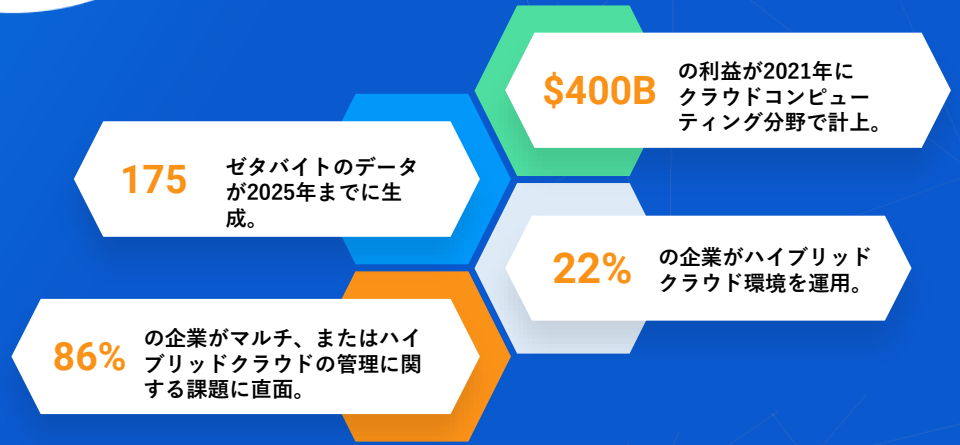 $400B
の利益が2021年に
クラウドコンピュー
ティング分野で計上。
175
ゼタバイトのデータ
が2025年までに生
成。
22%
の企業がハイブリッド
クラウド環境を運用。
86%
の企業がマルチ、またはハイ
ブリッドクラウドの管理に関
する課題に直面。